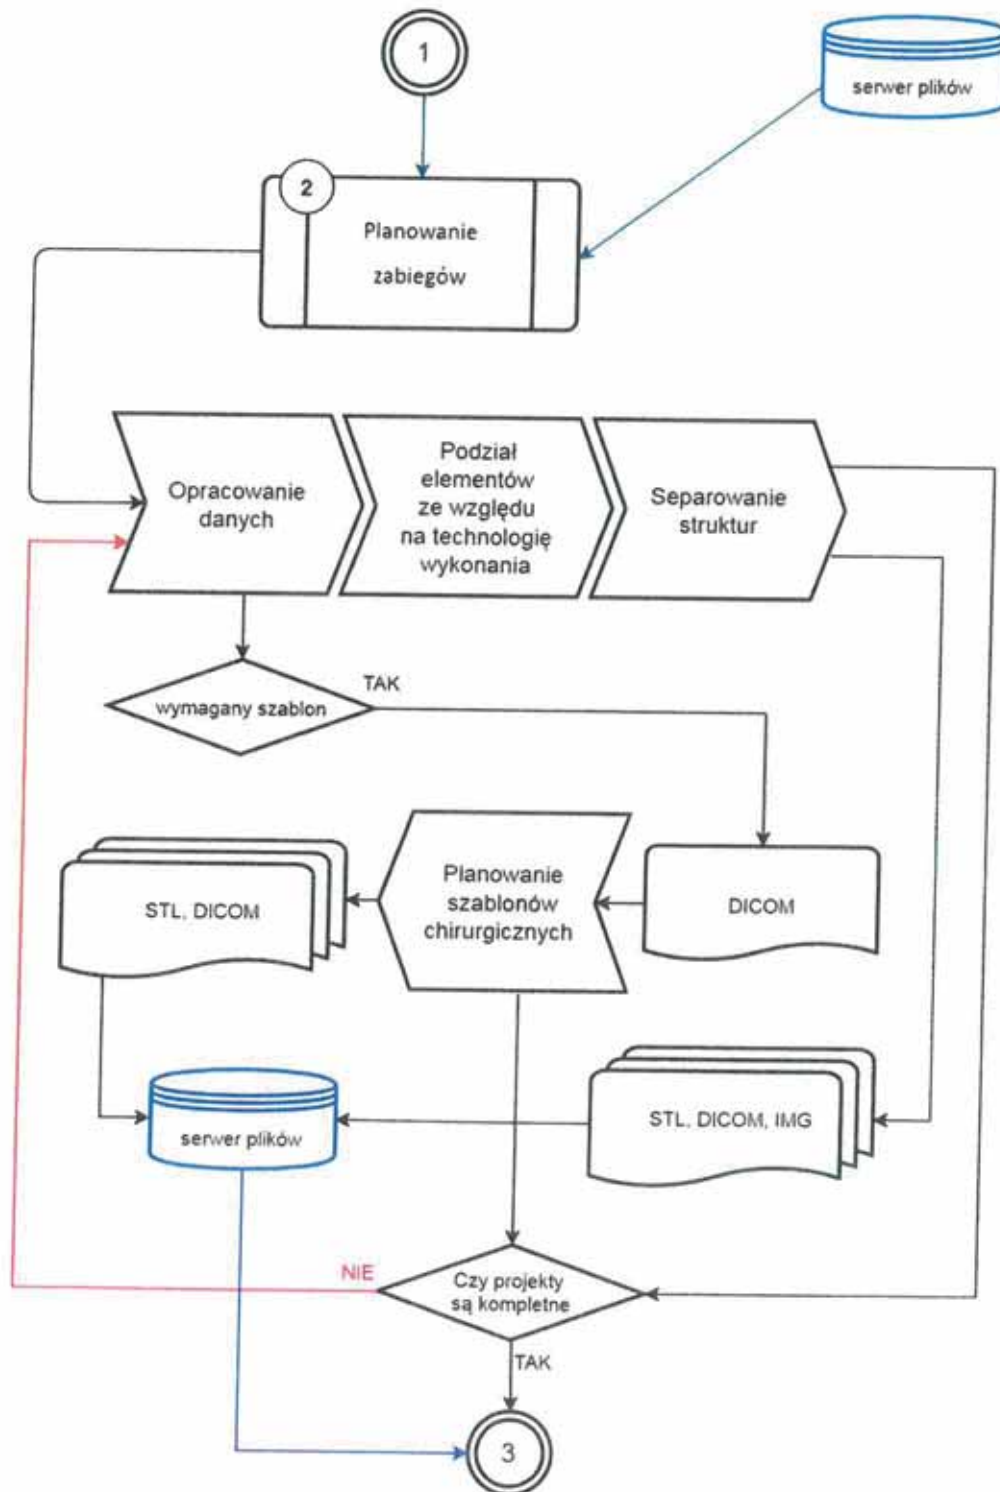 1
serwer plików
2
Planowanie
zabiegów
Opracowanie
danych
Podział
elementów
ze względu
na technologię
wykonania
Separowanie
struktur
wymagany szablon
TAK
STL, DICOM
Planowanie
szablonów
chirurgicznych
DICOM
serwer plików
STL, DICOM, IMG
NIE
Czy projekty
są kompletne
TAK
3